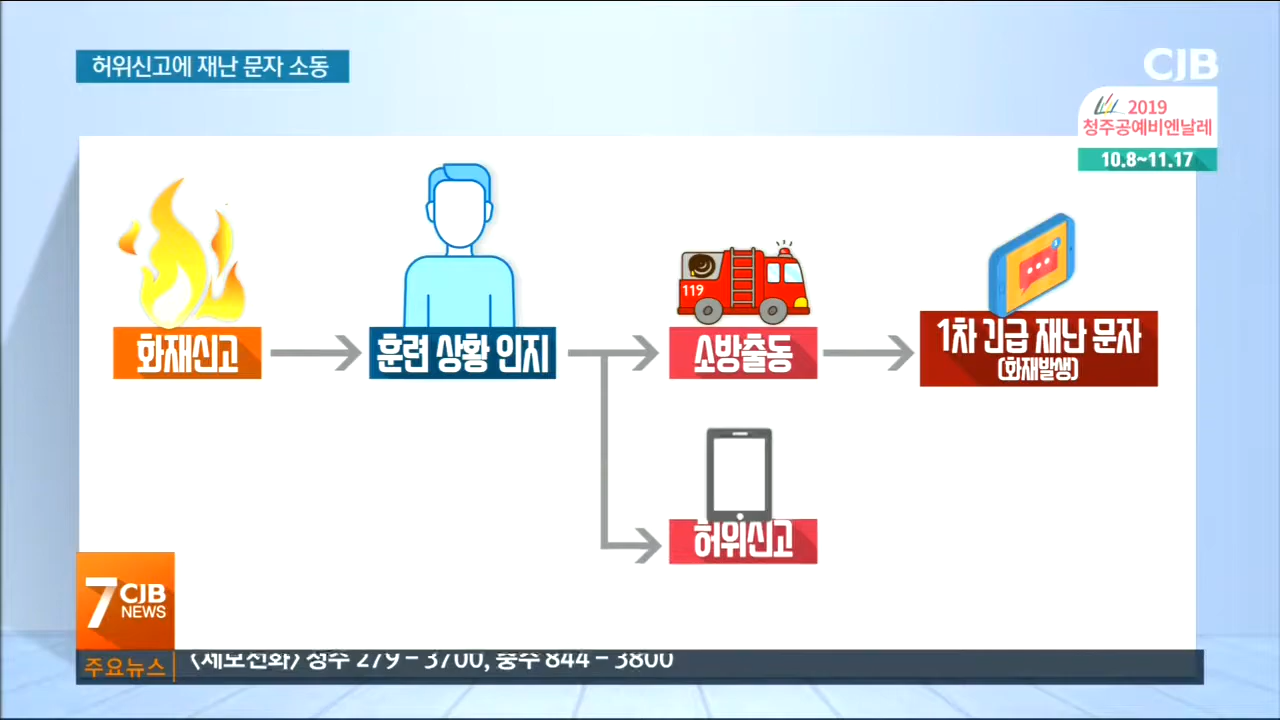 허위신고에 재난 문자 소동
CJB
2019
청주공예비엔날레
10.8~11.17
화재신고
훈련 상황 인지
119
소방출동
1차 긴급 재난 문자
(화재발생)
허위신고
7 CJB
NEWS
주요뉴스
(제보전화) 청주 279-3700, 충주 844-3800